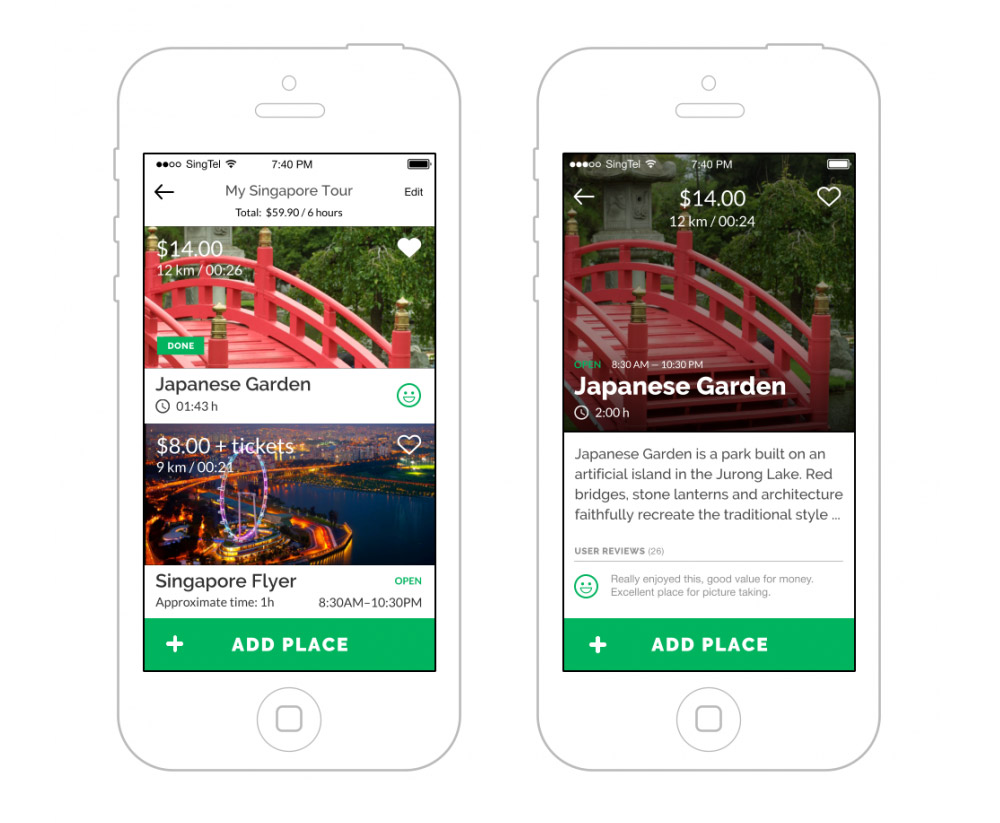 SingTel 7:40 PM
My Singapore Tour Edit
Total: $59.90 / 6 hours
$14.00
12 km / 00:26
DONE
Japanese Garden
01:43 h
$8.00 + tickets
9 km / 00:21
Singapore Flyer OPEN
Approximate time: 1h 8:30AM–10:30PM
+ ADD PLACE
SingTel 7:40 PM
$14.00
12 km / 00:24
OPEN 8:30 AM — 10:30 PM
Japanese Garden
2:00 h
Japanese Garden is a park built on an
artificial island in the Jurong Lake. Red
bridges, stone lanterns and architecture
faithfully recreate the traditional style ...
USER REVIEWS (26)
Really enjoyed this, good value for money.
Excellent place for picture taking.
+ ADD PLACE